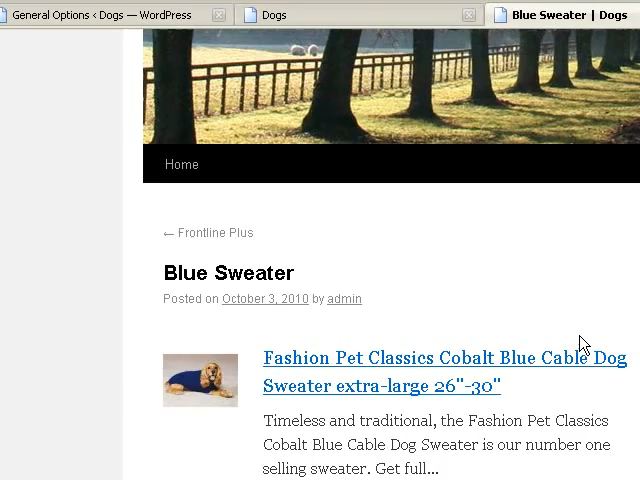 General Options ‹ Dogs — WordPress
Dogs
Blue Sweater | Dogs
Home
← Frontline Plus
Blue Sweater
Posted on October 3, 2010 by admin
Fashion Pet Classics Cobalt Blue Cable Dog
Sweater extra-large 26"-30"
Timeless and traditional, the Fashion Pet Classics
Cobalt Blue Cable Dog Sweater is our number one
selling sweater. Get full...